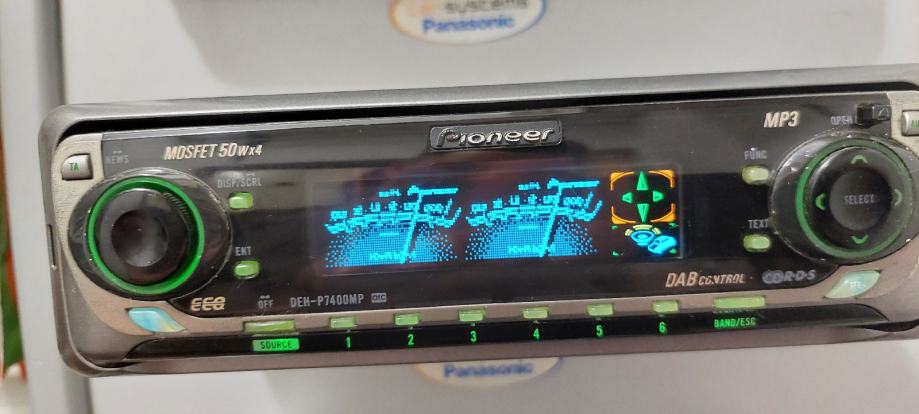 systems
Panasonic
Pioneer
MOSFET 50Wx4
MP3
OPEN
TA
NEWS
DISP/SCRL
FUNC
SELECT
ENT
TEXT
EEQ
OFF
DEH-P7400MP
DAB CONTROL
R·D·S
SOURCE
1
2
3
4
5
6
BAND/ESC
Panasonic